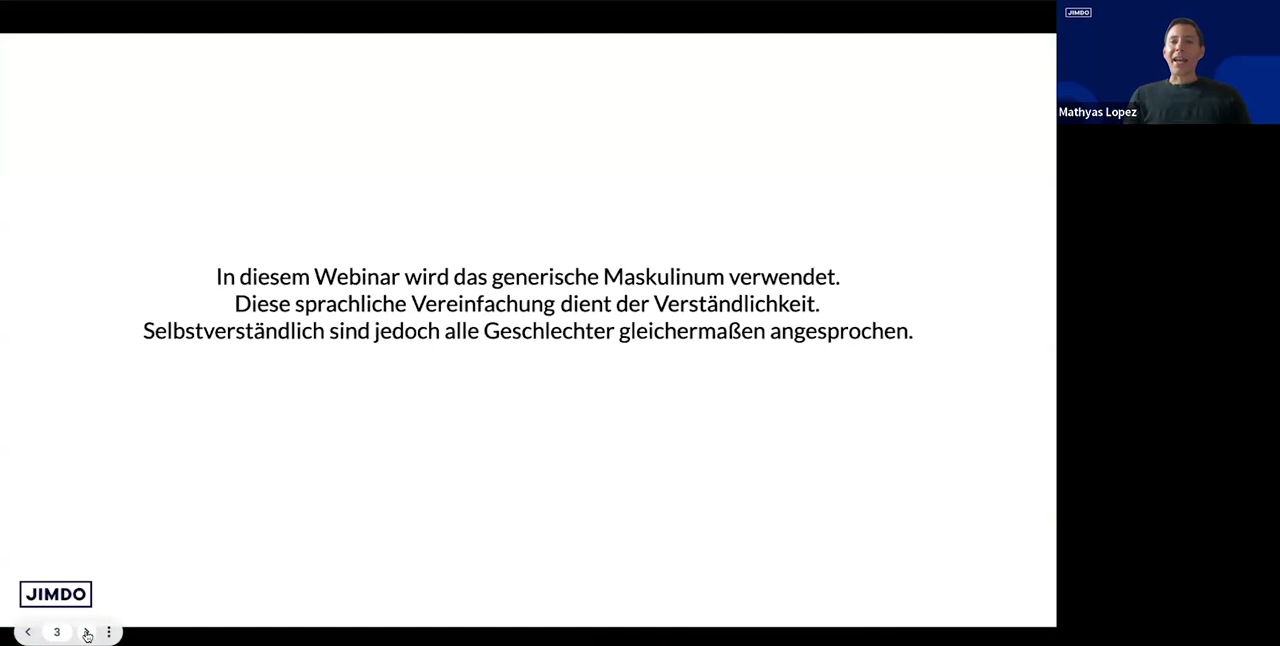 JIMDO
Mathyas Lopez
In diesem Webinar wird das generische Maskulinum verwendet.
Diese sprachliche Vereinfachung dient der Verständlichkeit.
Selbstverständlich sind jedoch alle Geschlechter gleichermaßen angesprochen.
JIMDO
3